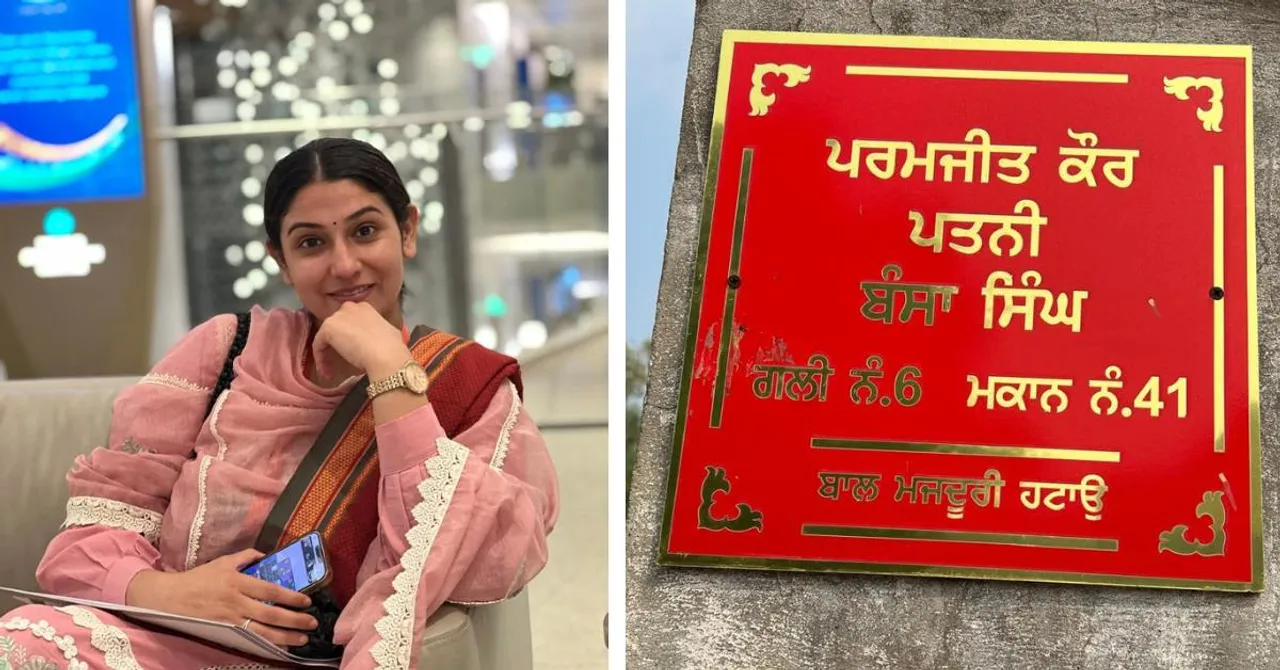 ਪਰਮਜੀਤ ਕੌਰ
ਪਤਨੀ
ਬੰਸਾ ਸਿੰਘ
ਗਲੀ ਨੰ.6 ਮਕਾਨ ਨੰ.41
ਬਾਲ ਮਜਦੂਰੀ ਹਟਾਉ